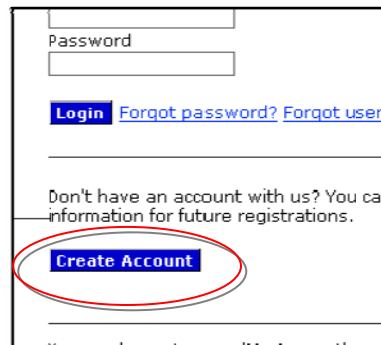 Password
Login Forgot password? Forgot user
Don't have an account with us? You ca
information for future registrations.
Create Account